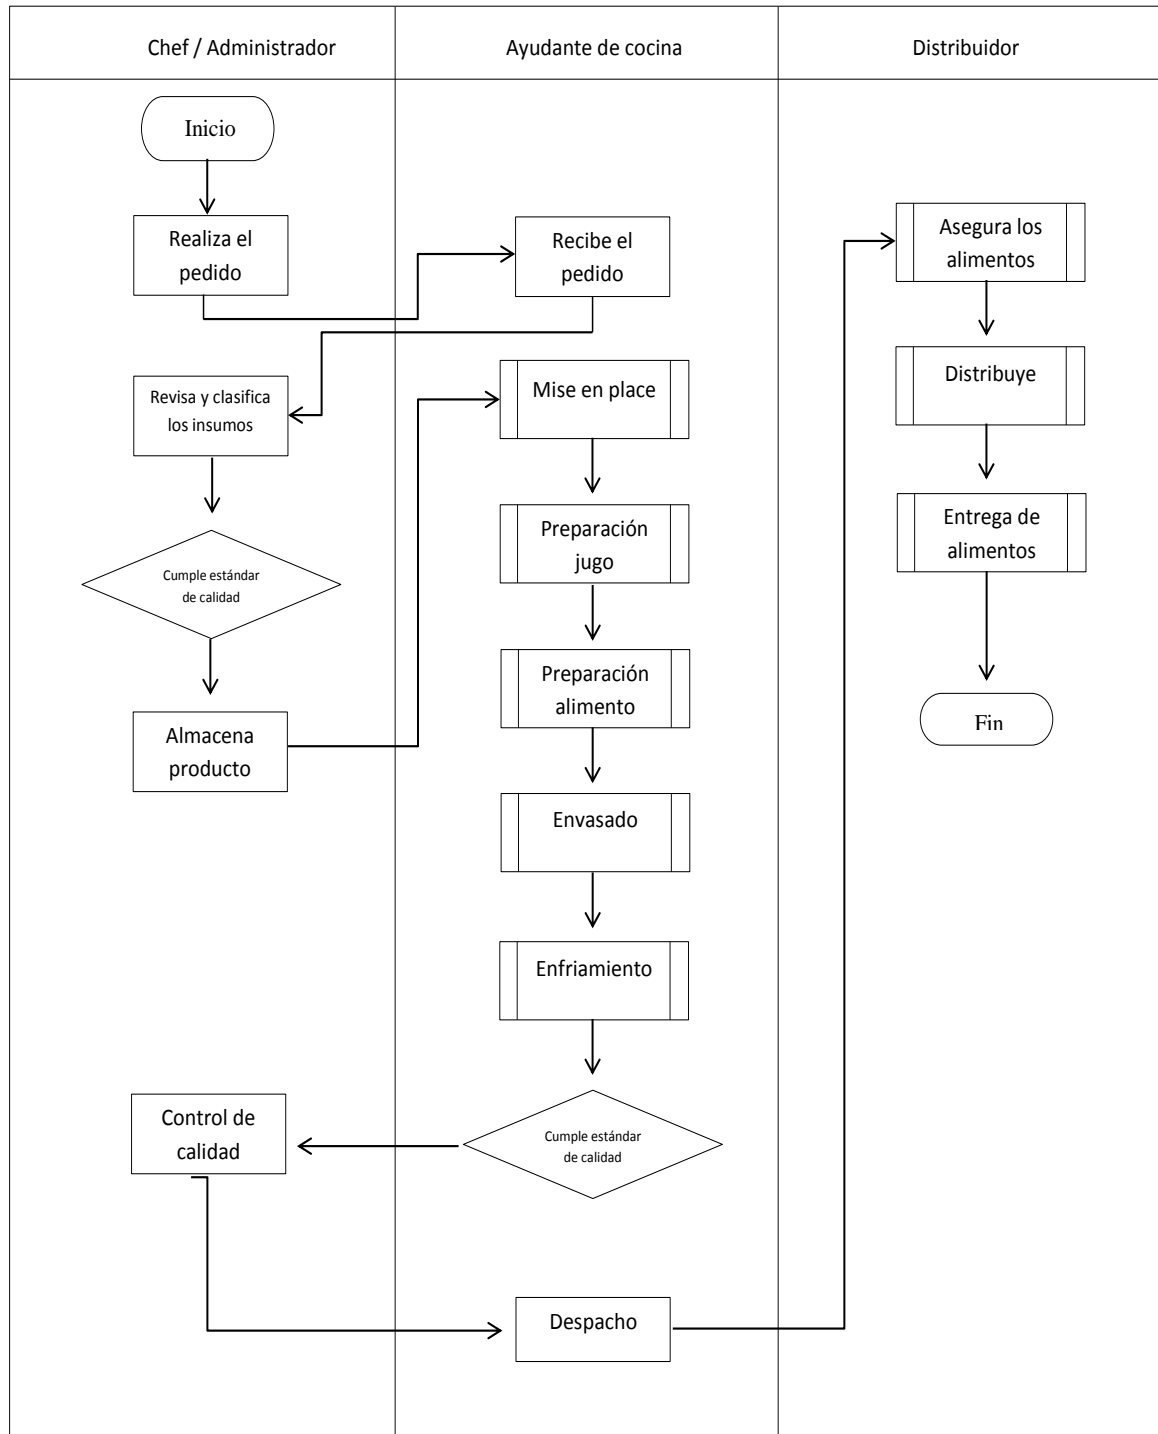 Chef / Administrador
Ayudante de cocina
Distribuidor
Inicio
Realiza el
pedido
Recibe el
pedido
Revisa y clasifica
los insumos
Cumple estándar
de calidad
Almacena
producto
Mise en place
Preparación
jugo
Preparación
alimento
Envasado
Enfriamiento
Cumple estándar
de calidad
Control de
calidad
Despacho
Asegura los
alimentos
Distribuye
Entrega de
alimentos
Fin